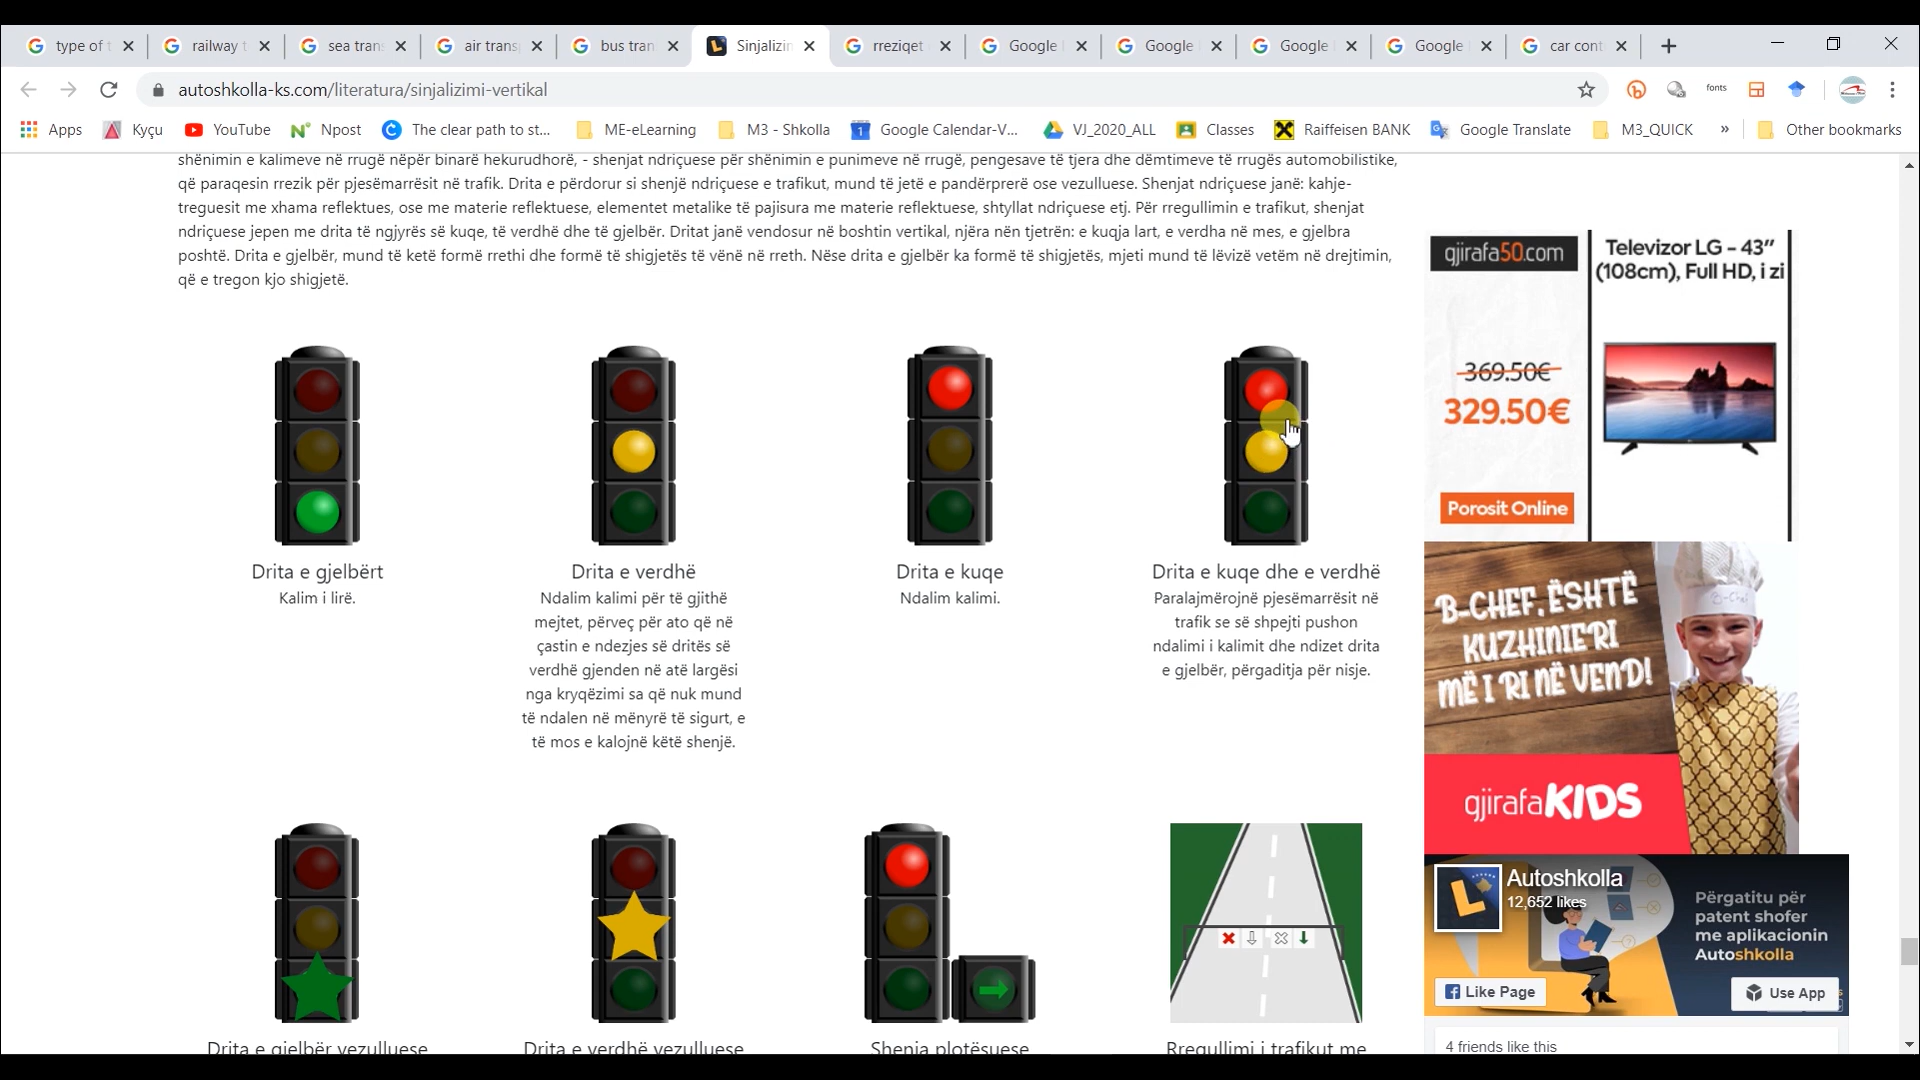 type of t
railway t
sea trans
air transp
bus tran
Sinjalizim
rreziqet
Google
Google
Google
Google
car cont
autoshkolla-ks.com/literatura/sinjalizimi-vertikal
fonts
Apps
Kyçu
YouTube
Npost
The clear path to st...
ME-eLearning
M3 - Shkolla
Google Calendar-V...
VJ_2020_ALL
Classes
Raiffeisen BANK
Google Translate
M3_QUICK
»
Other bookmarks
shënimin e kalimeve në rrugë nëpër binarë hekurudhorë, - shenjat ndriçuese për shënimin e punimeve në rrugë, pengesave të tjera dhe dëmtimeve të rrugës automobilistike,
që paraqesin rrezik për pjesëmarrësit në trafik. Drita e përdorur si shenjë ndriçuese e trafikut, mund të jetë e pandërprerë ose vezulluese. Shenjat ndriçuese janë: kahje-
treguesit me xhama reflektues, ose me materie reflektuese, elementet metalike të pajisura me materie reflektuese, shtyllat ndriçuese etj. Për rregullimin e trafikut, shenjat
ndriçuese jepen me drita të ngjyrës së kuqe, të verdhë dhe të gjelbër. Dritat janë vendosur në boshtin vertikal, njëra nën tjetrën: e kuqja lart, e verdha në mes, e gjelbra
poshtë. Drita e gjelbër, mund të ketë formë rrethi dhe formë të shigjetës të vënë në rreth. Nëse drita e gjelbër ka formë të shigjetës, mjeti mund të lëvizë vetëm në drejtimin,
që e tregon kjo shigjetë.
Drita e gjelbërt
Kalim i lirë.
Drita e verdhë
Ndalim kalimi për të gjithë
mejtet, përveç për ato që në
çastin e ndezjes së dritës së
verdhë gjenden në atë largësi
nga kryqëzimi sa që nuk mund
të ndalen në mënyrë të sigurt, e
të mos e kalojnë këtë shenjë.
Drita e kuqe
Ndalim kalimi.
Drita e kuqe dhe e verdhë
Paralajmërojnë pjesëmarrësit në
trafik se së shpejti pushon
ndalimi i kalimit dhe ndizet drita
e gjelbër, përgaditja për nisje.
Drita e gjelbër vezulluese
Drita e verdhë vezulluese
Shenja plotësuese
Rregullimi i trafikut me
gjirafa50.com
Televizor LG - 43”
(108cm), Full HD, i zi
369.50€
329.50€
Porosit Online
B-CHEF, ËSHTË
KUZHINIERI
MË I RI NË VEND!
B-Chef
gjirafaKIDS
Autoshkolla
12,652 likes
Përgatitu për
patent shofer
me aplikacionin
Autoshkolla
Like Page
Use App
4 friends like this